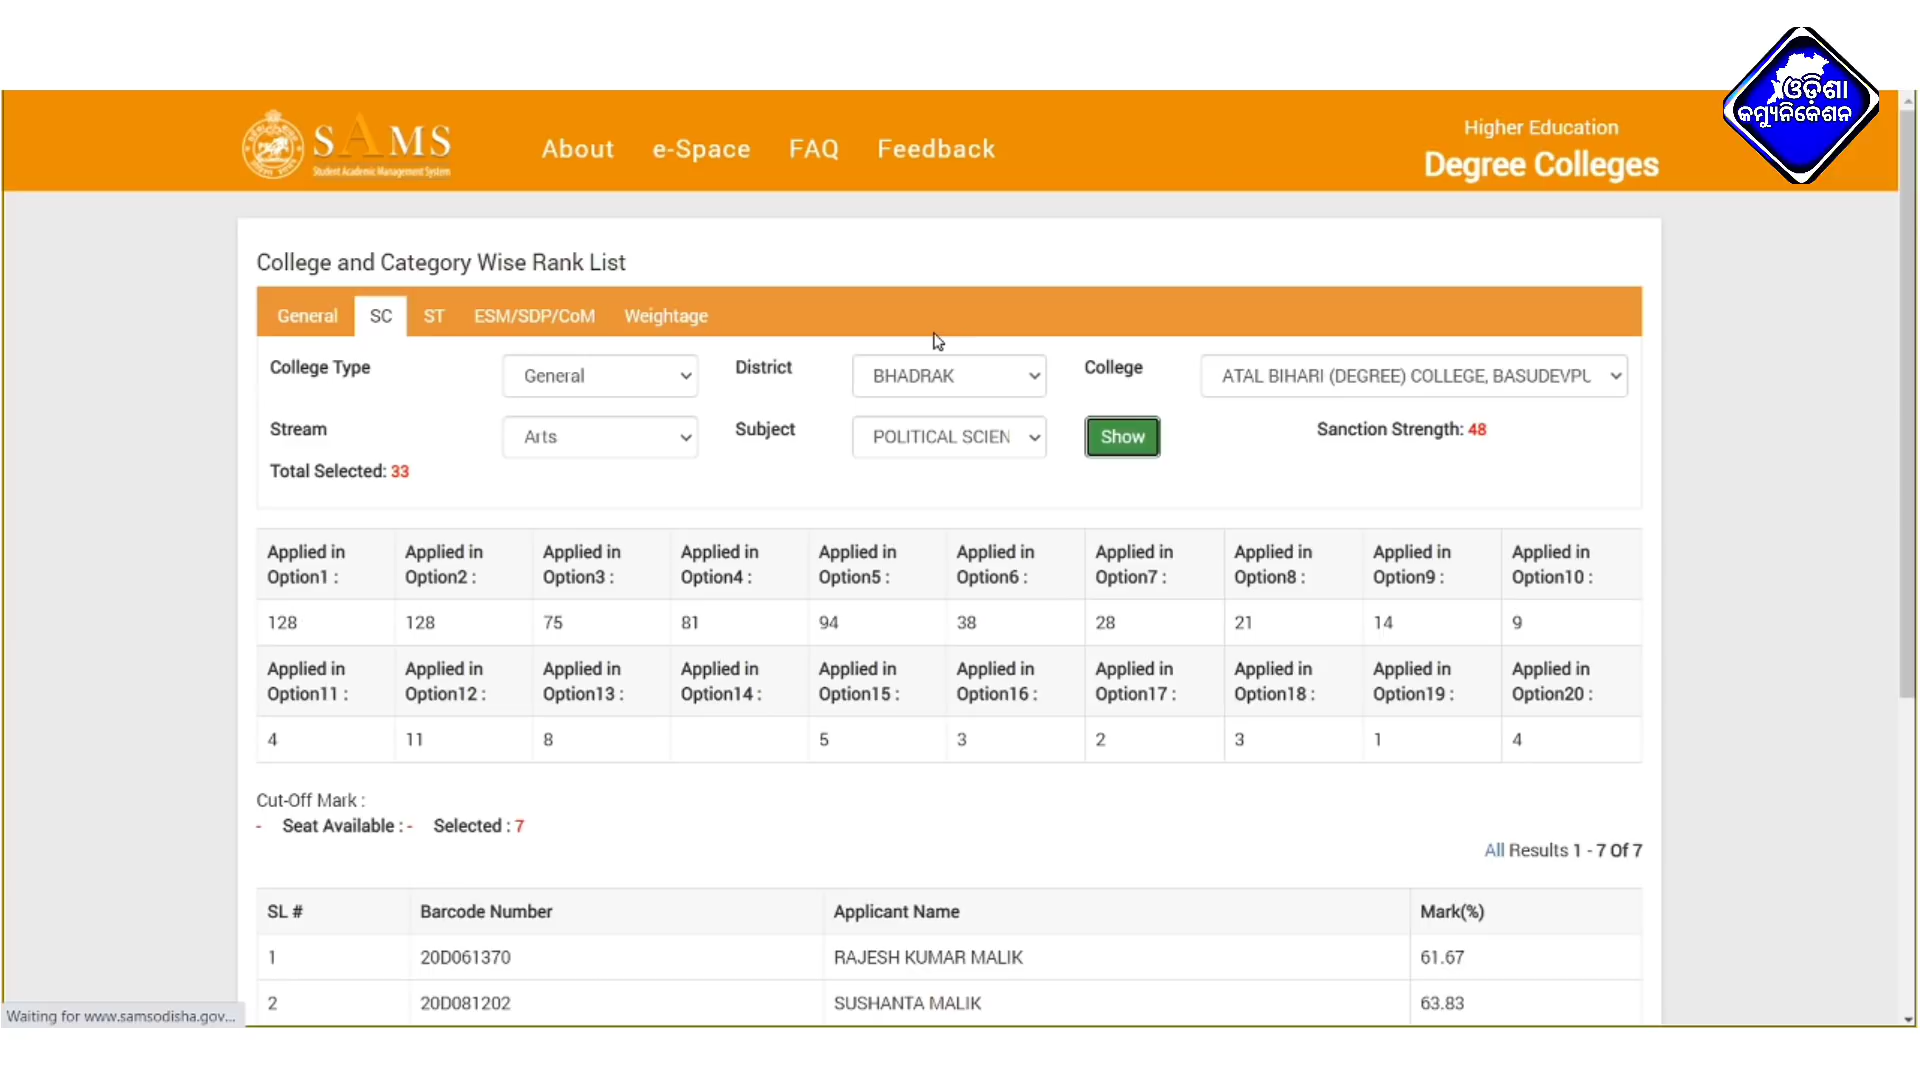 ଓଡ଼ିଶା
କମ୍ୟୁନିକେଶନ
SAMS
Student Academic Management System
About e-Space FAQ Feedback
Higher Education
Degree Colleges
College and Category Wise Rank List
General SC ST ESM/SDP/CoM Weightage
College Type General District BHADRAK College ATAL BIHARI (DEGREE) COLLEGE, BASUDEVPU
Stream Arts Subject POLITICAL SCIEN Show Sanction Strength: 48
Total Selected: 33
Applied in Option1 : Applied in Option2 : Applied in Option3 : Applied in Option4 : Applied in Option5 : Applied in Option6 : Applied in Option7 : Applied in Option8 : Applied in Option9 : Applied in Option10 :
128 128 75 81 94 38 28 21 14 9
Applied in Option11 : Applied in Option12 : Applied in Option13 : Applied in Option14 : Applied in Option15 : Applied in Option16 : Applied in Option17 : Applied in Option18 : Applied in Option19 : Applied in Option20 :
4 11 8 5 3 2 3 1 4
Cut-Off Mark :
- Seat Available : - Selected : 7
All Results 1 - 7 Of 7
SL # Barcode Number Applicant Name Mark(%)
1 20D061370 RAJESH KUMAR MALIK 61.67
2 20D081202 SUSHANTA MALIK 63.83
Waiting for www.samsodisha.gov...